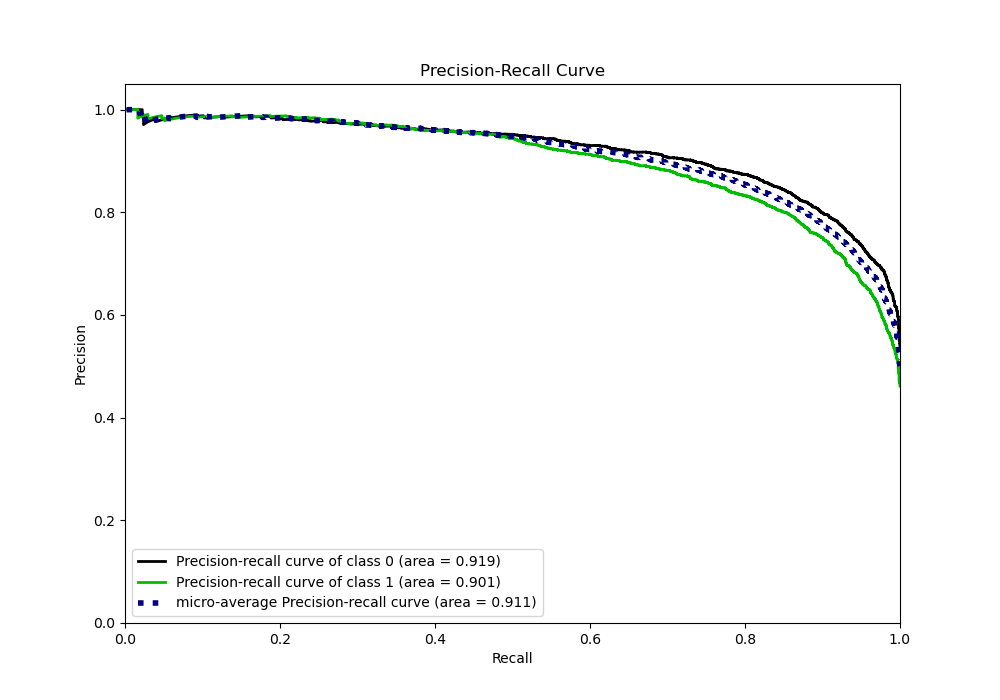 Precision-Recall Curve
1.0
0.8
0.6
0.4
0.2
0.0
Precision
Precision-recall curve of class 0 (area = 0.919)
Precision-recall curve of class 1 (area = 0.901)
micro-average Precision-recall curve (area = 0.911)
0.0 0.2 0.4 0.6 0.8 1.0
Recall